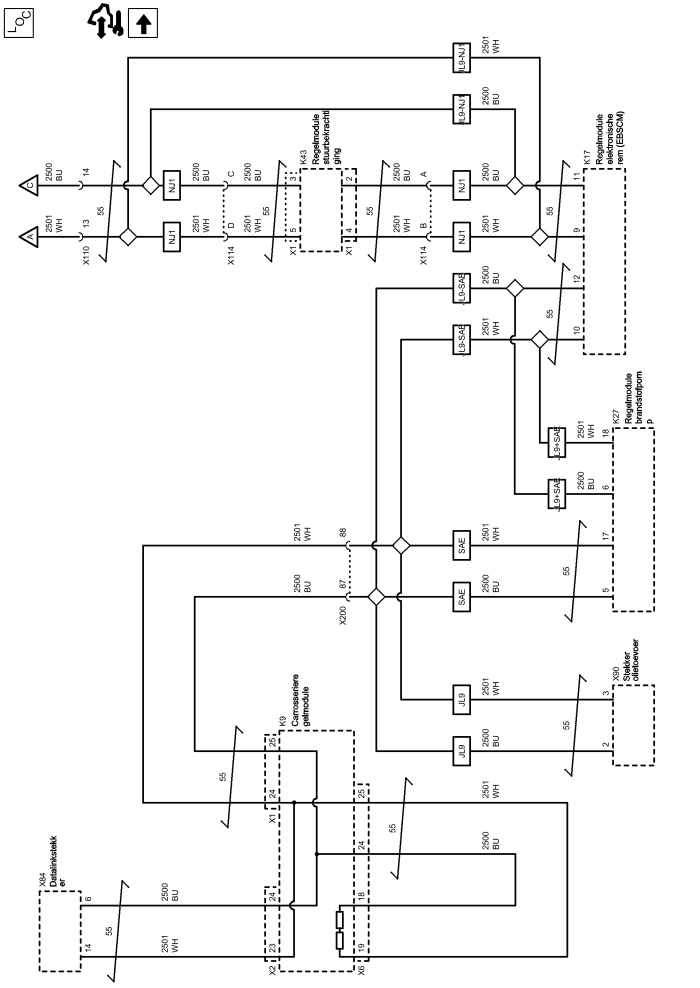 LOC
JL9-NJ1
2501
WH
JL9-NJ1
2500
BU
C
2500
BU
14
NJ1
2500
BU
C
2500
BU
3
K43
Regelmodule
stuurbekrachti
ging
2
2500
BU
A
NJ1
2500
BU
11
K17
Regelmodule
elektronische
rem (EBSCM)
A
2501
WH
13
X110
55
NJ1
2501
WH
D
X114
2501
WH
55
5
X1
4
X1
55
2501
WH
B
X114
NJ1
2501
WH
55
9
JL9-SAE
2500
BU
12
JL9-SAE
2501
WH
55
10
JL9+SAE
2501
WH
18
JL9+SAE
2500
BU
6
K27
Regelmodule
brandstofpom
p
2501
WH
88
SAE
2501
WH
17
2500
BU
87
X200
SAE
2500
BU
55
5
X90
Stekker
olietoevoer
JL9
2501
WH
3
JL9
2500
BU
55
2
K9
Carrosseriere
gelmodule
55
25
24
X1
25
55
2501
WH
24
2500
BU
X84
Datalinkstekk
er
6
2500
BU
24
18
14
55
2501
WH
23
X2
19
X6